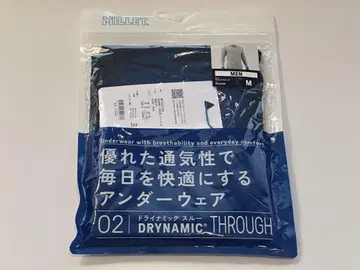 MILLET
MEN
M
Underwear with breathability and everyday comfort
優れた通気性で
毎日を快適にする
アンダーウェア
02
ドライナミック スルー
DRYNAMIC® THROUGH